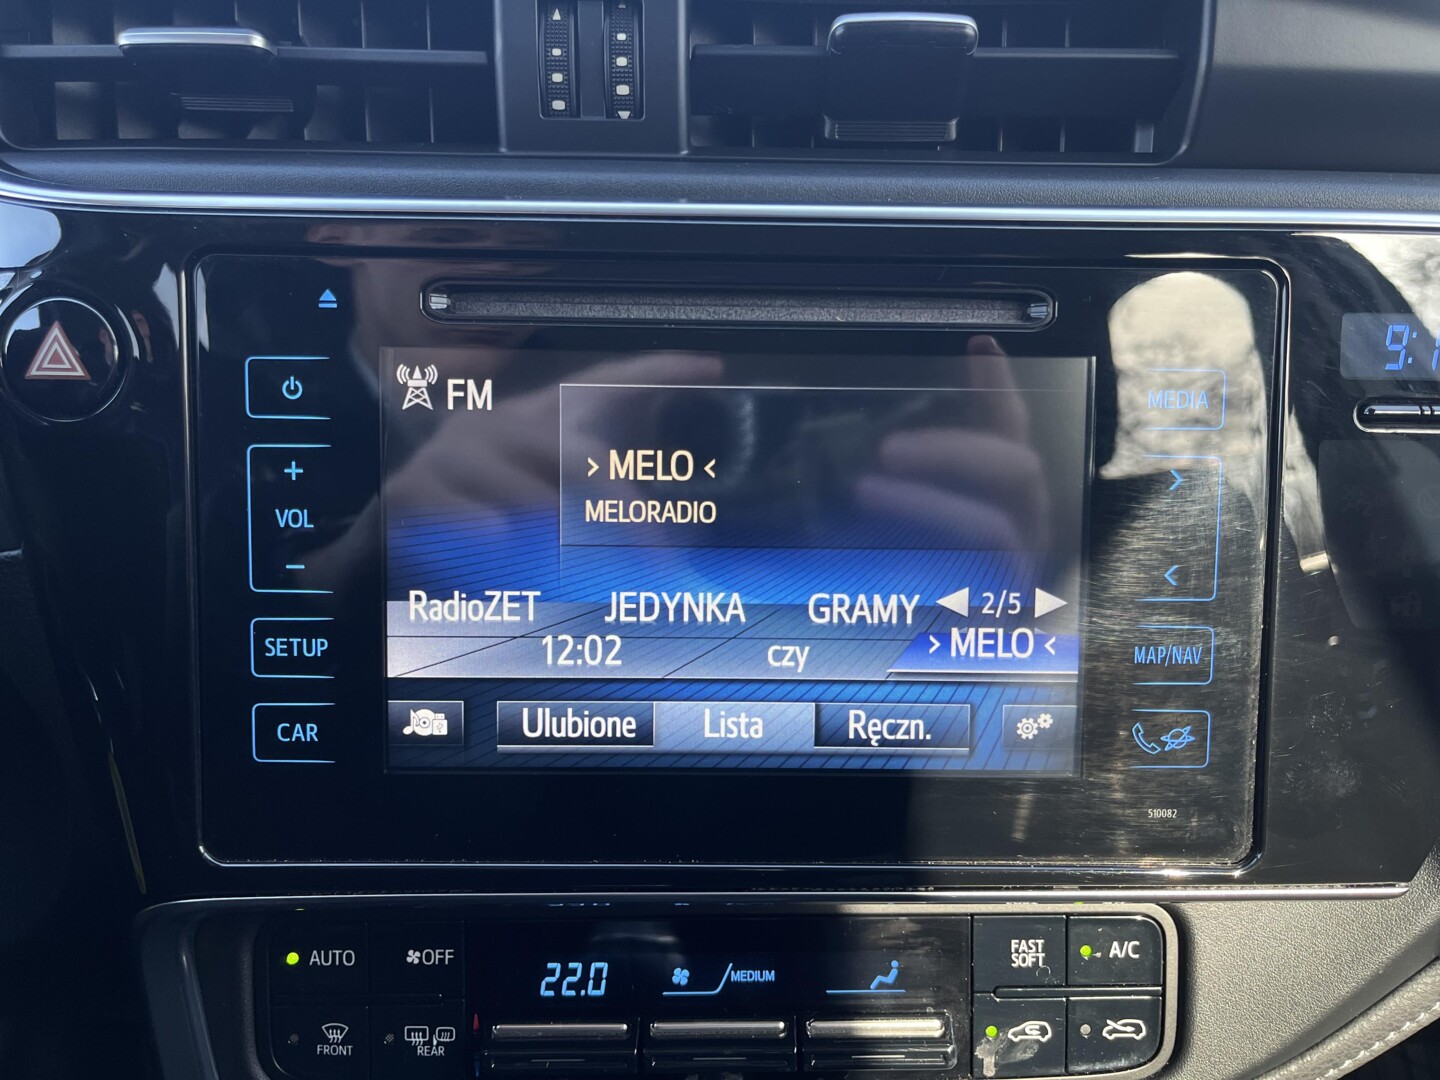 FM
MEDIA
> MELO <
MELORADIO
VOL
RadioZET JEDYNKA GRAMY 2/5
12:02 czy > MELO <
SETUP
MAP/NAV
CAR
Ulubione Lista Ręczn.
510082
AUTO OFF
22.0
MEDIUM
FAST
SOFT
A/C
FRONT
REAR